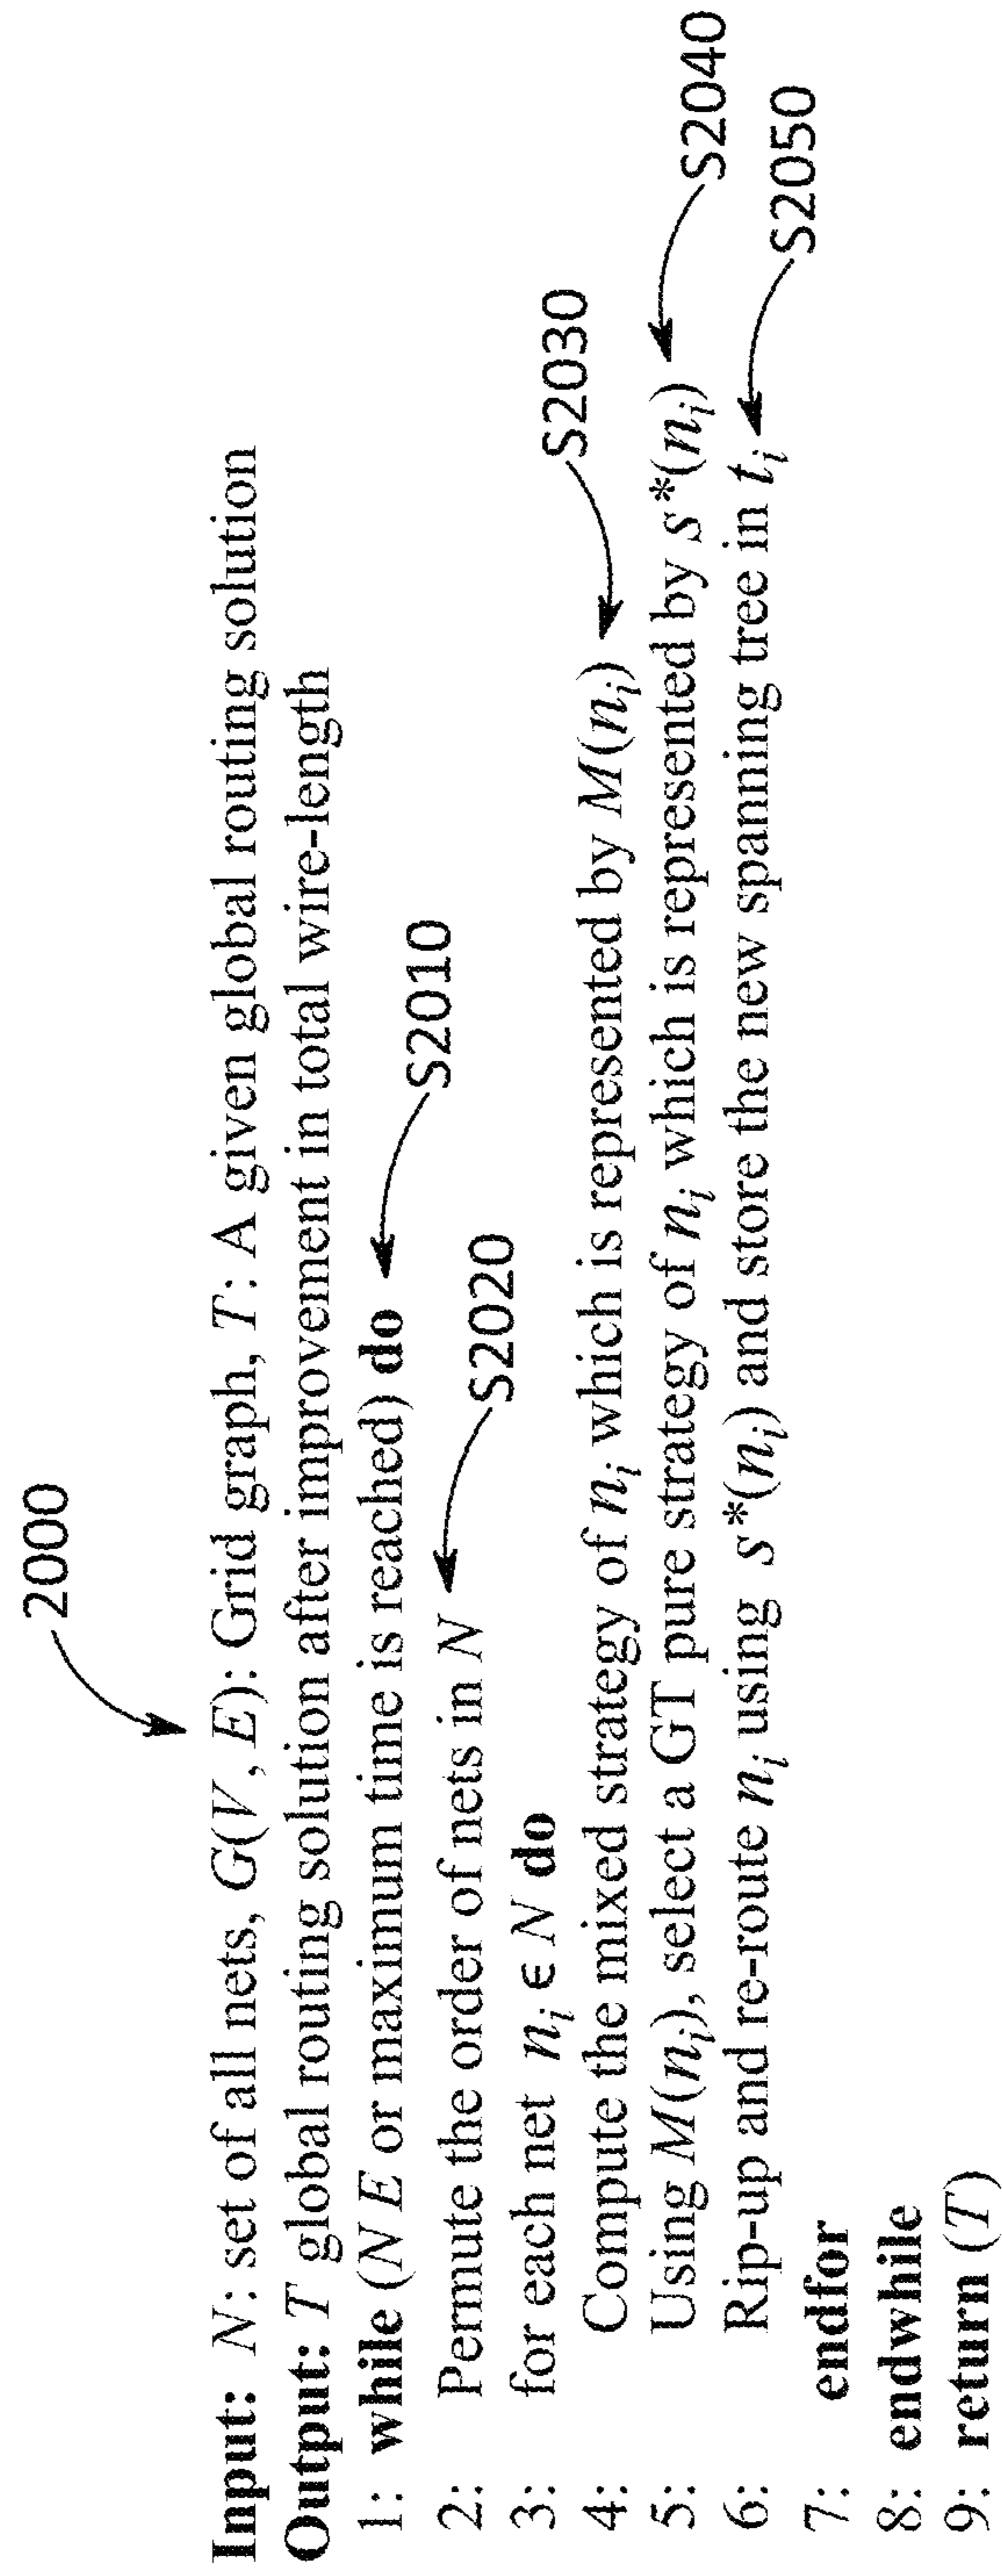 2000
Input: N: set of all nets, G(V, E): Grid graph, T: A given global routing solution
Output: T global routing solution after improvement in total wire-length
1: while (N E or maximum time is reached) do S2010
2: Permute the order of nets in N S2020
3: for each net n_i ϵ N do
4: Compute the mixed strategy of n_i which is represented by M(n_i) S2030
5: Using M(n_i), select a GT pure strategy of n_i which is represented by s*(n_i) S2040
6: Rip-up and re-route n_i using s*(n_i) and store the new spanning tree in t_i S2050
7: endfor
8: endwhile
9: return (T)